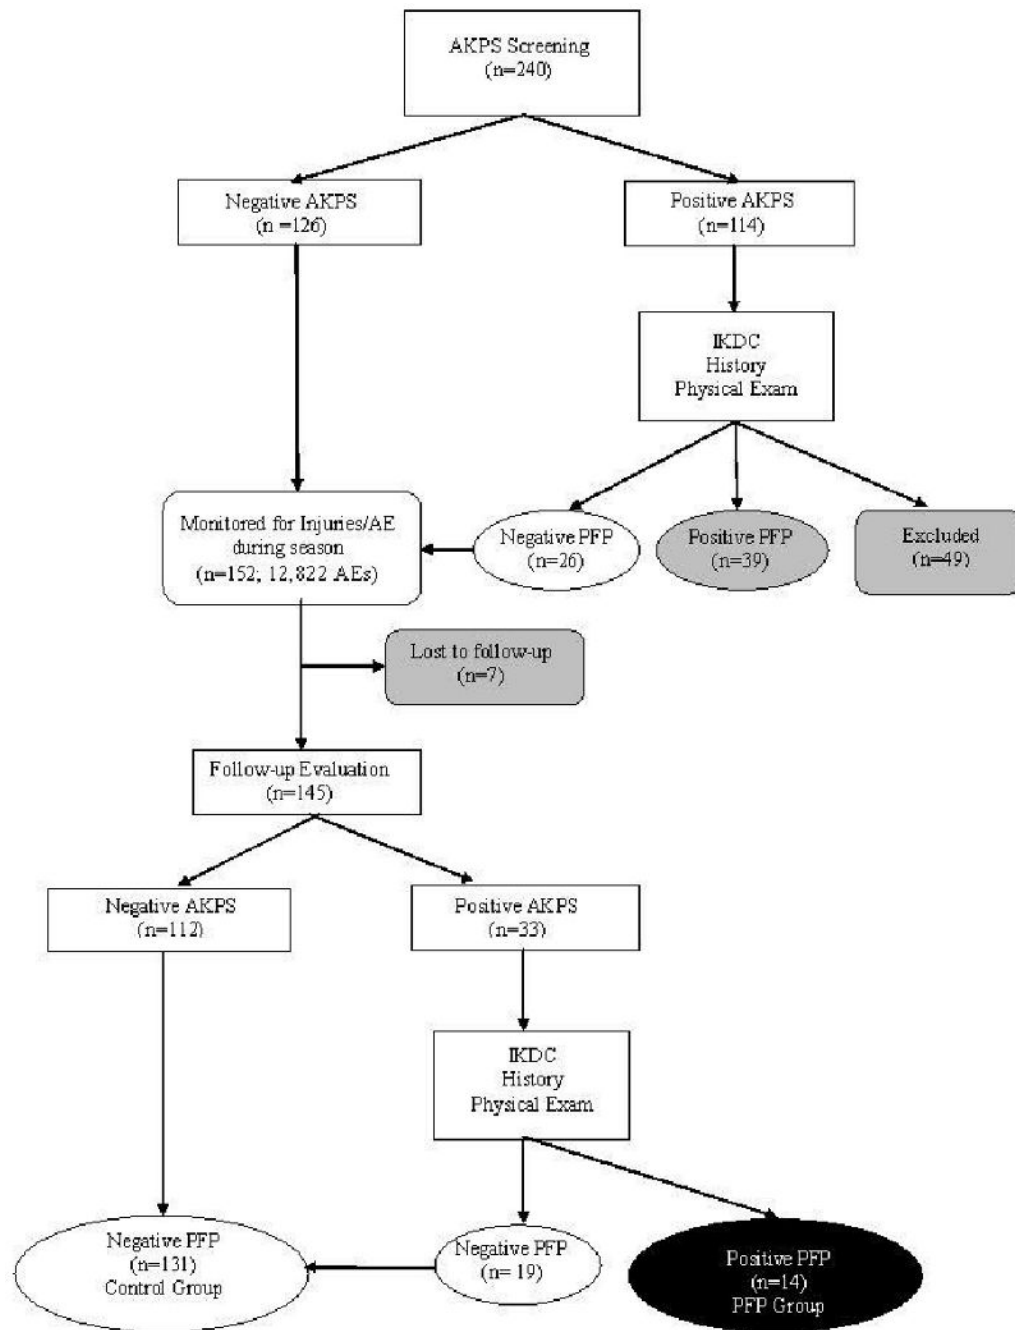 AKPS Screening
(n=240)
Negative AKPS
(n =126)
Positive AKPS
(n=114)
IKDC
History
Physical Exam
Monitored for Injuries/AE
during season
(n=152; 12,822 AEs)
Negative PFP
(n=26)
Positive PFP
(n=39)
Excluded
(n=49)
Lost to follow-up
(n=7)
Follow-up Evaluation
(n=145)
Negative AKPS
(n=112)
Positive AKPS
(n=33)
IKDC
History
Physical Exam
Negative PFP
(n=131)
Control Group
Negative PFP
(n= 19)
Positive PFP
(n=14)
PFP Group